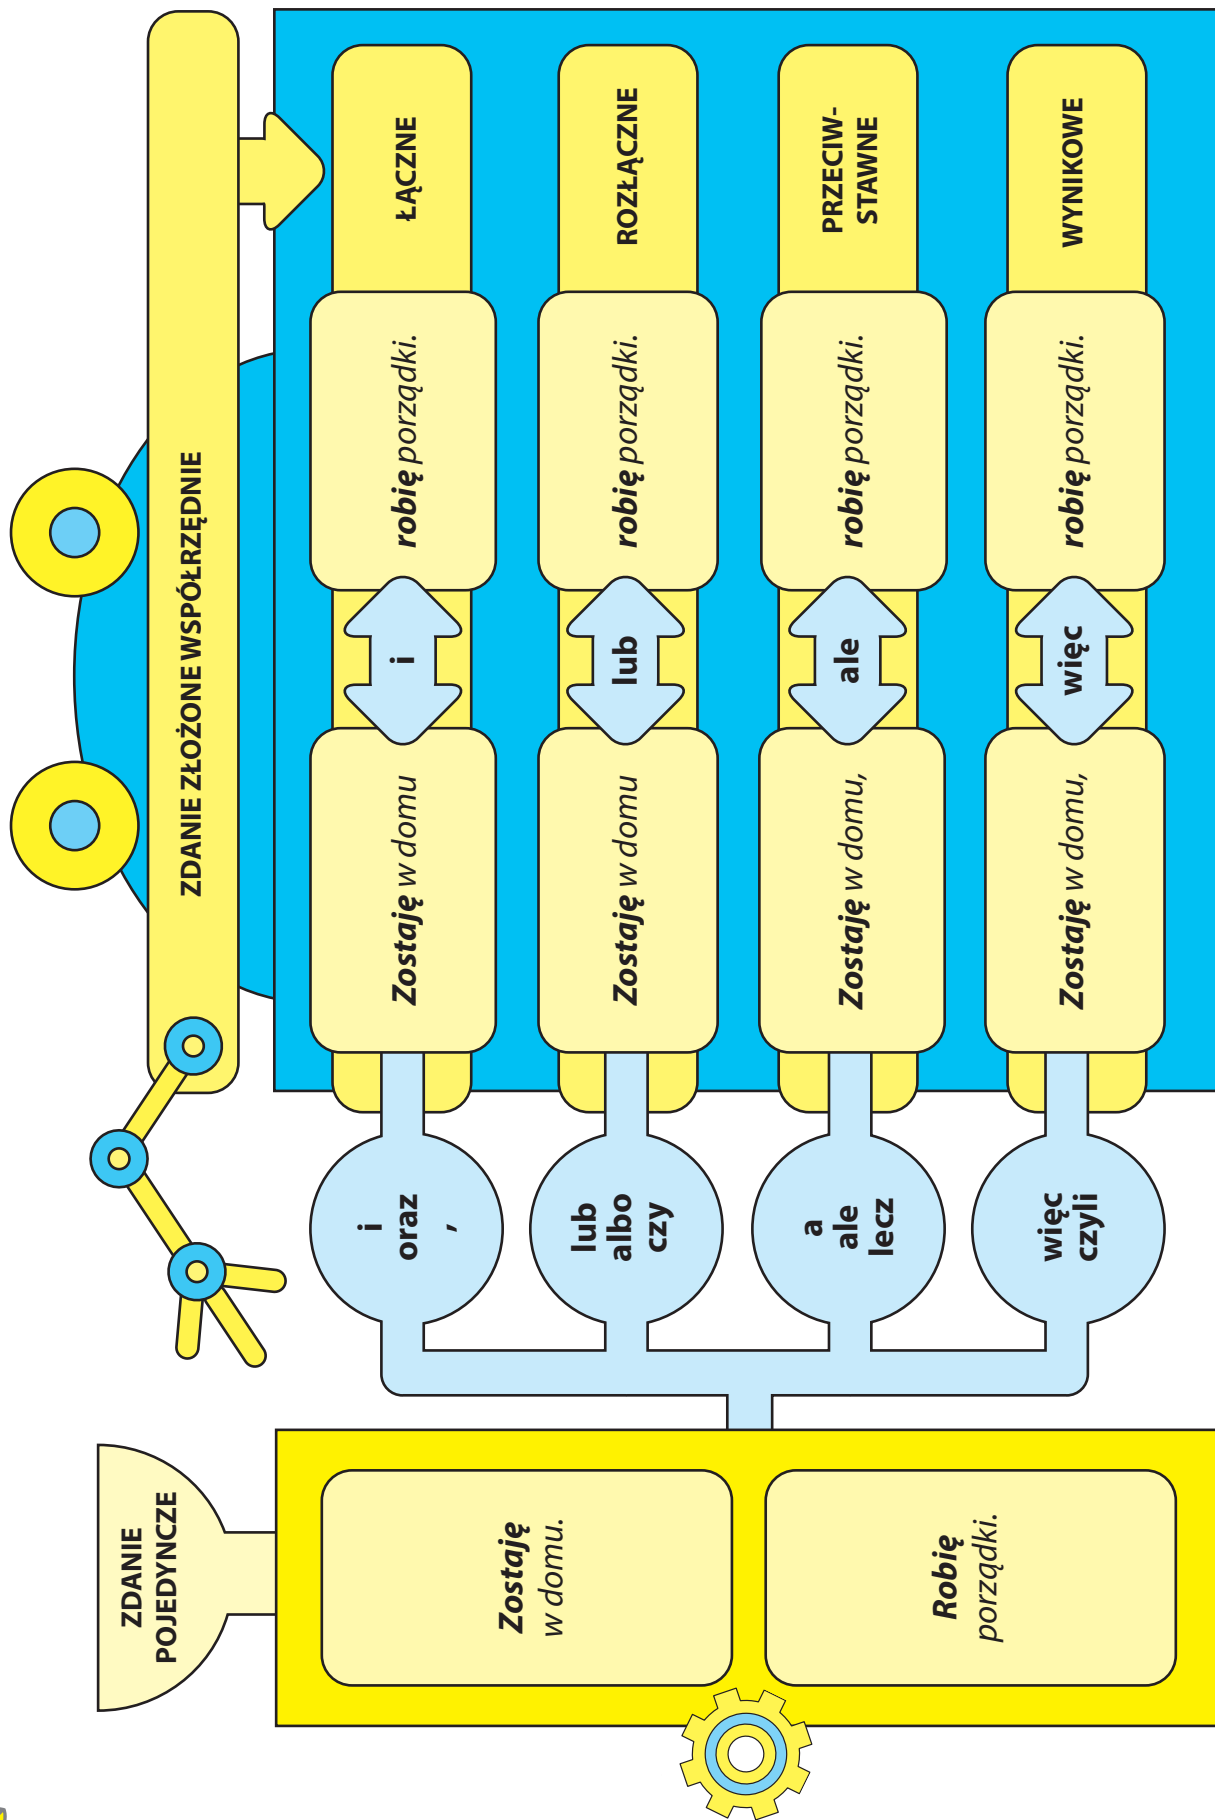 ZDANIE
POJEDYNCZE
Zostaję
w domu.
Robię
porządki.
ZDANIE ZŁOŻONE WSPÓŁRZĘDNIE
i
oraz
,
Zostaję w domu
i
robię porządki.
ŁĄCZNE
lub
albo
czy
Zostaję w domu
lub
robię porządki.
ROZŁĄCZNE
a
ale
lecz
Zostaję w domu,
ale
robię porządki.
PRZECIW-
STAWNE
więc
czyli
Zostaję w domu,
więc
robię porządki.
WYNIKOWE